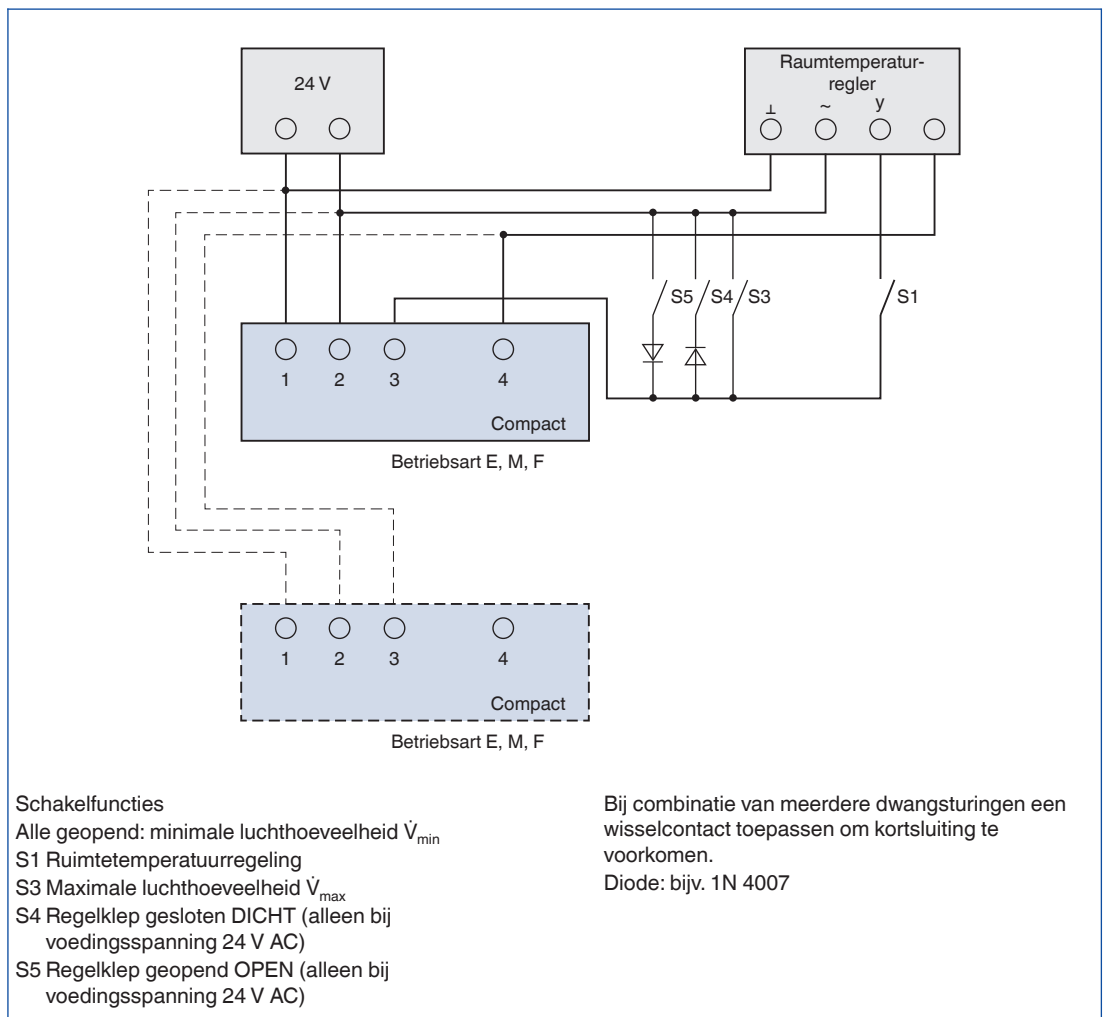 24 V
Raumtemperatur-
regler
⊥ ~ y
S5 S4 S3 S1
1 2 3 4
Compact
Betriebsart E, M, F
1 2 3 4
Compact
Betriebsart E, M, F
Schakelfuncties
Alle geopend: minimale luchthoeveelheid V̇min
S1 Ruimtetemperatuurregeling
S3 Maximale luchthoeveelheid V̇max
S4 Regelklep gesloten DICHT (alleen bij
voedingsspanning 24 V AC)
S5 Regelklep geopend OPEN (alleen bij
voedingsspanning 24 V AC)
Bij combinatie van meerdere dwangsturingen een
wisselcontact toepassen om kortsluiting te
voorkomen.
Diode: bijv. 1N 4007